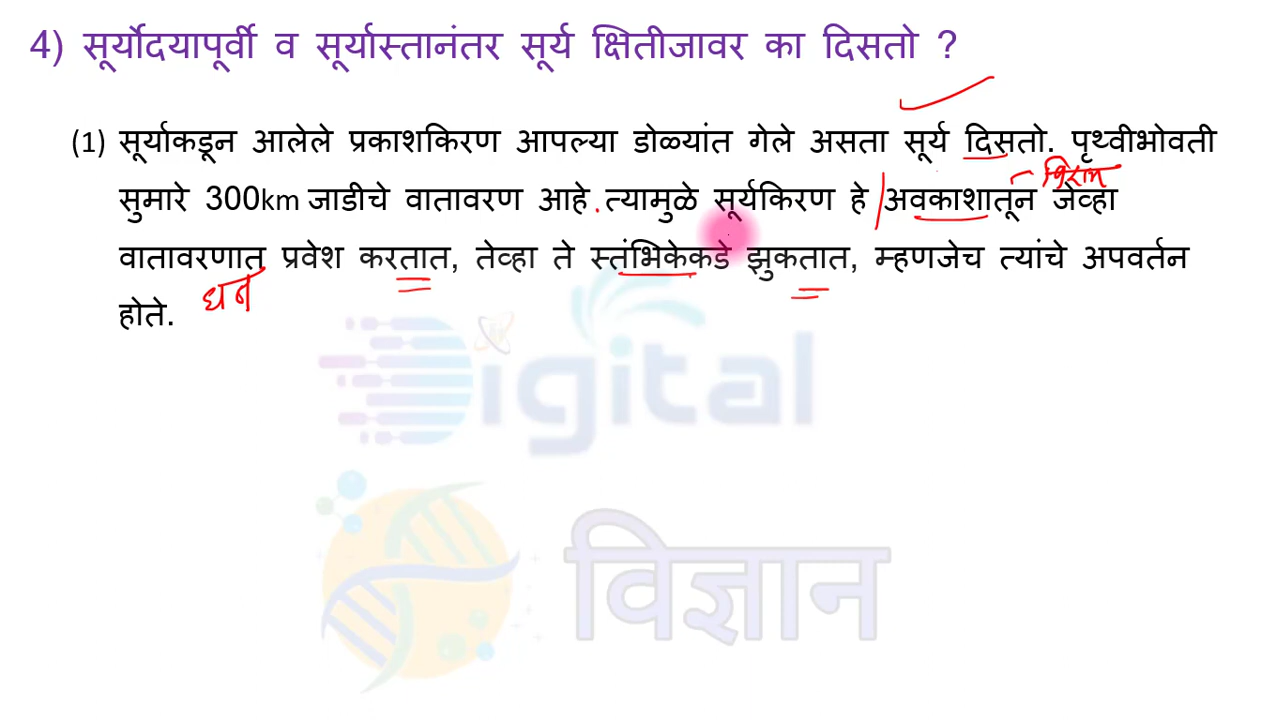 4) सूर्योदयापूर्वी व सूर्यास्तानंतर सूर्य क्षितीजावर का दिसतो ?
(1) सूर्याकडून आलेले प्रकाशकिरण आपल्या डोळ्यांत गेले असता सूर्य दिसतो. पृथ्वीभोवती
विरल
सुमारे 300km जाडीचे वातावरण आहे. त्यामुळे सूर्यकिरण हे अवकाशातून जेव्हा
वातावरणात प्रवेश करतात, तेव्हा ते स्तंभिकेकडे झुकतात, म्हणजेच त्यांचे अपवर्तन
घन
होते.
Digital
विज्ञान